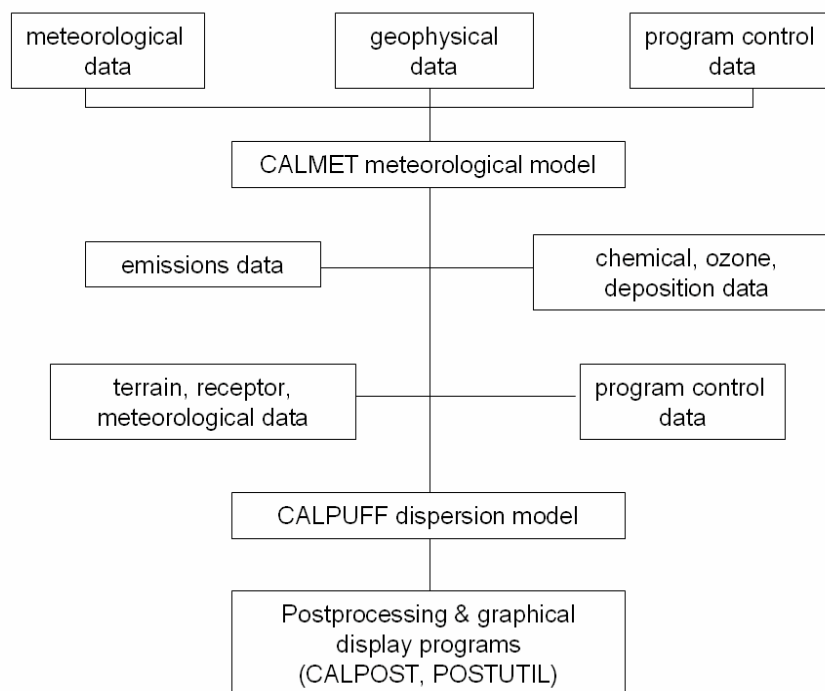 meteorological
data
geophysical
data
program control
data
CALMET meteorological model
emissions data
chemical, ozone,
deposition data
terrain, receptor,
meteorological data
program control
data
CALPUFF dispersion model
Postprocessing & graphical
display programs
(CALPOST, POSTUTIL)